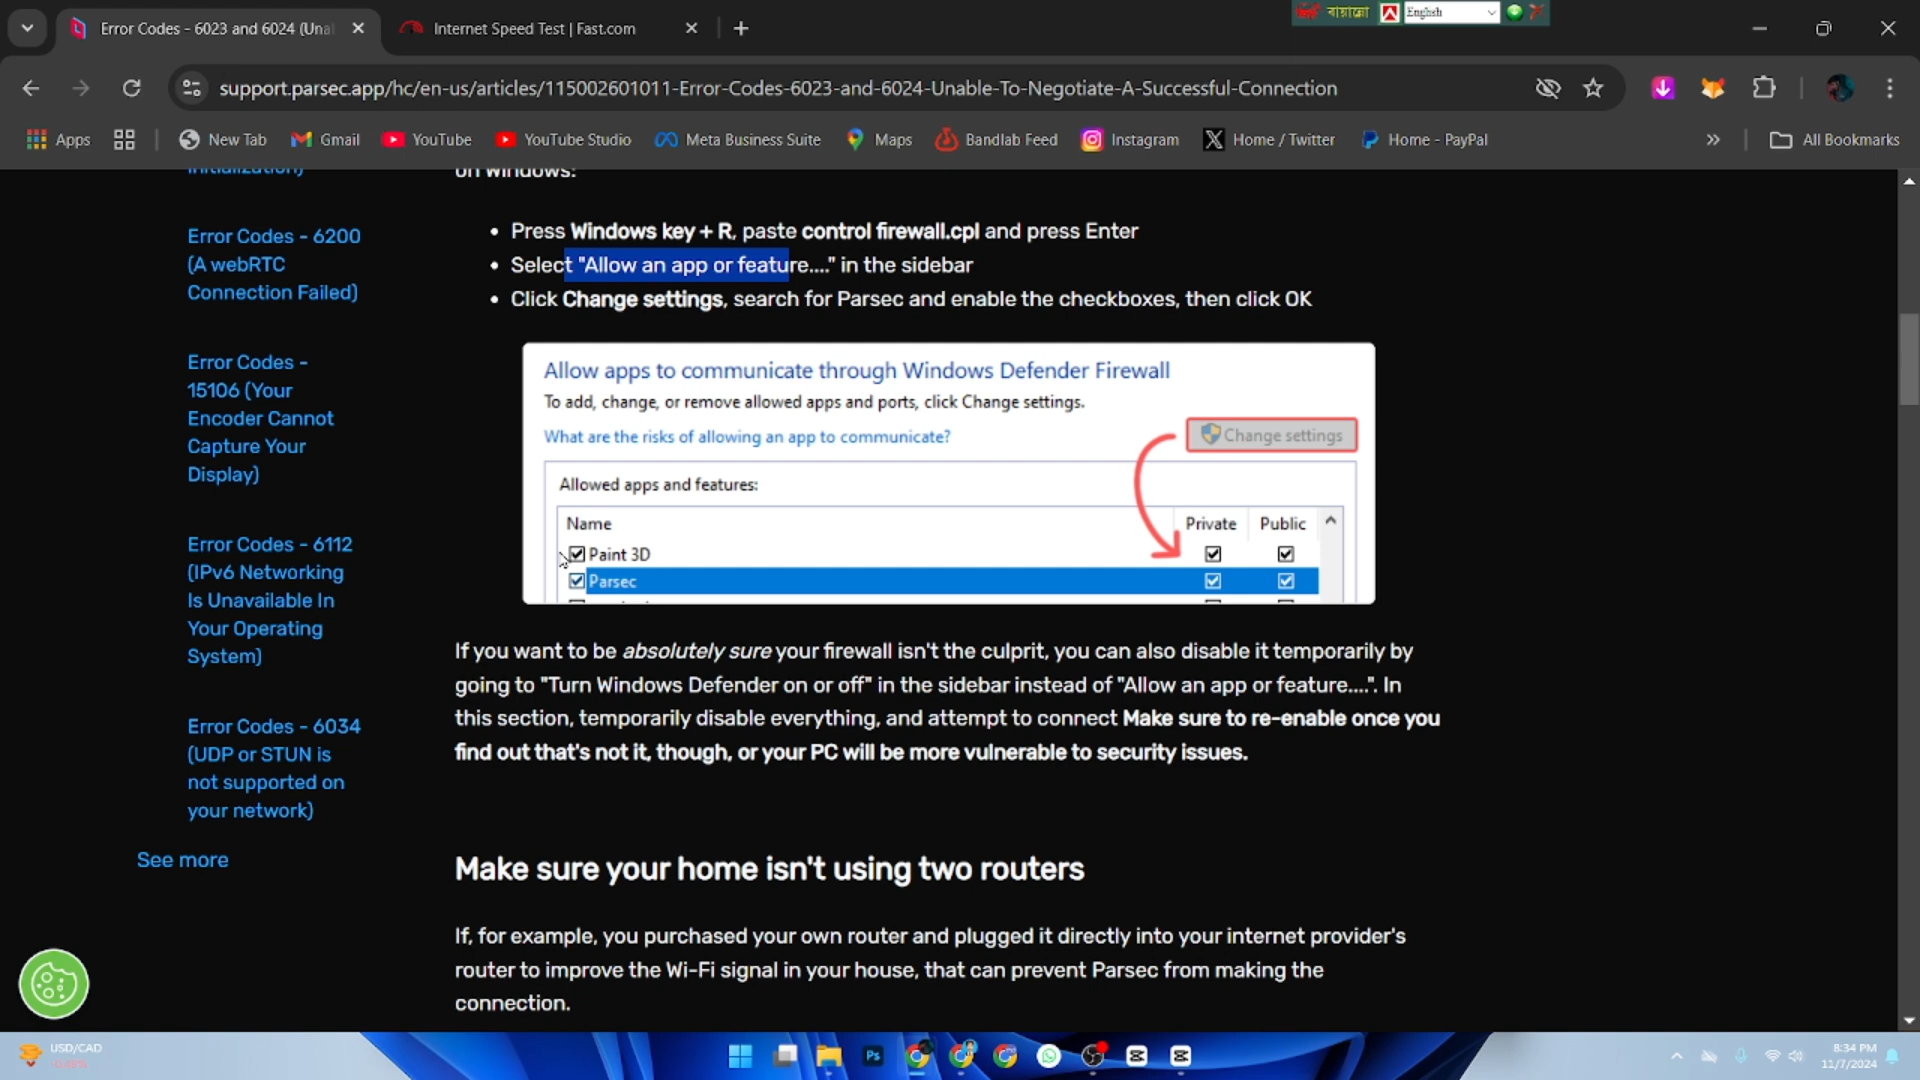 Error Codes - 6023 and 6024 (Una
Internet Speed Test | Fast.com
বায়ান্নো
English
support.parsec.app/hc/en-us/articles/115002601011-Error-Codes-6023-and-6024-Unable-To-Negotiate-A-Successful-Connection
Apps
New Tab
Gmail
YouTube
YouTube Studio
Meta Business Suite
Maps
Bandlab Feed
Instagram
Home / Twitter
Home - PayPal
All Bookmarks
Initialization)
Error Codes - 6200
(A webRTC
Connection Failed)
Error Codes -
15106 (Your
Encoder Cannot
Capture Your
Display)
Error Codes - 6112
(IPv6 Networking
Is Unavailable In
Your Operating
System)
Error Codes - 6034
(UDP or STUN is
not supported on
your network)
See more
on Windows:
• Press Windows key + R, paste control firewall.cpl and press Enter
• Select "Allow an app or feature...." in the sidebar
• Click Change settings, search for Parsec and enable the checkboxes, then click OK
Allow apps to communicate through Windows Defender Firewall
To add, change, or remove allowed apps and ports, click Change settings.
What are the risks of allowing an app to communicate?
Change settings
Allowed apps and features:
Name Private Public
Paint 3D
Parsec
If you want to be absolutely sure your firewall isn't the culprit, you can also disable it temporarily by
going to "Turn Windows Defender on or off" in the sidebar instead of "Allow an app or feature....". In
this section, temporarily disable everything, and attempt to connect Make sure to re-enable once you
find out that's not it, though, or your PC will be more vulnerable to security issues.
Make sure your home isn't using two routers
If, for example, you purchased your own router and plugged it directly into your internet provider's
router to improve the Wi-Fi signal in your house, that can prevent Parsec from making the
connection.
USD/CAD
Ps
8:34 PM
11/7/2024